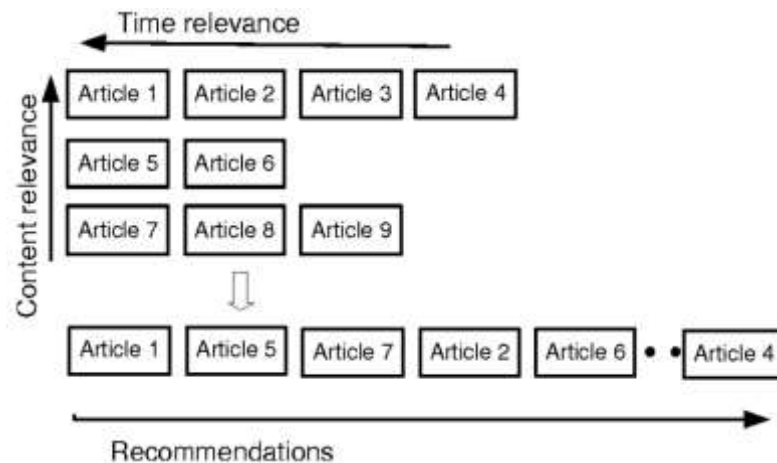 Time relevance
Content relevance
Article 1 Article 2 Article 3 Article 4
Article 5 Article 6
Article 7 Article 8 Article 9
Article 1 Article 5 Article 7 Article 2 Article 6 Article 4
Recommendations